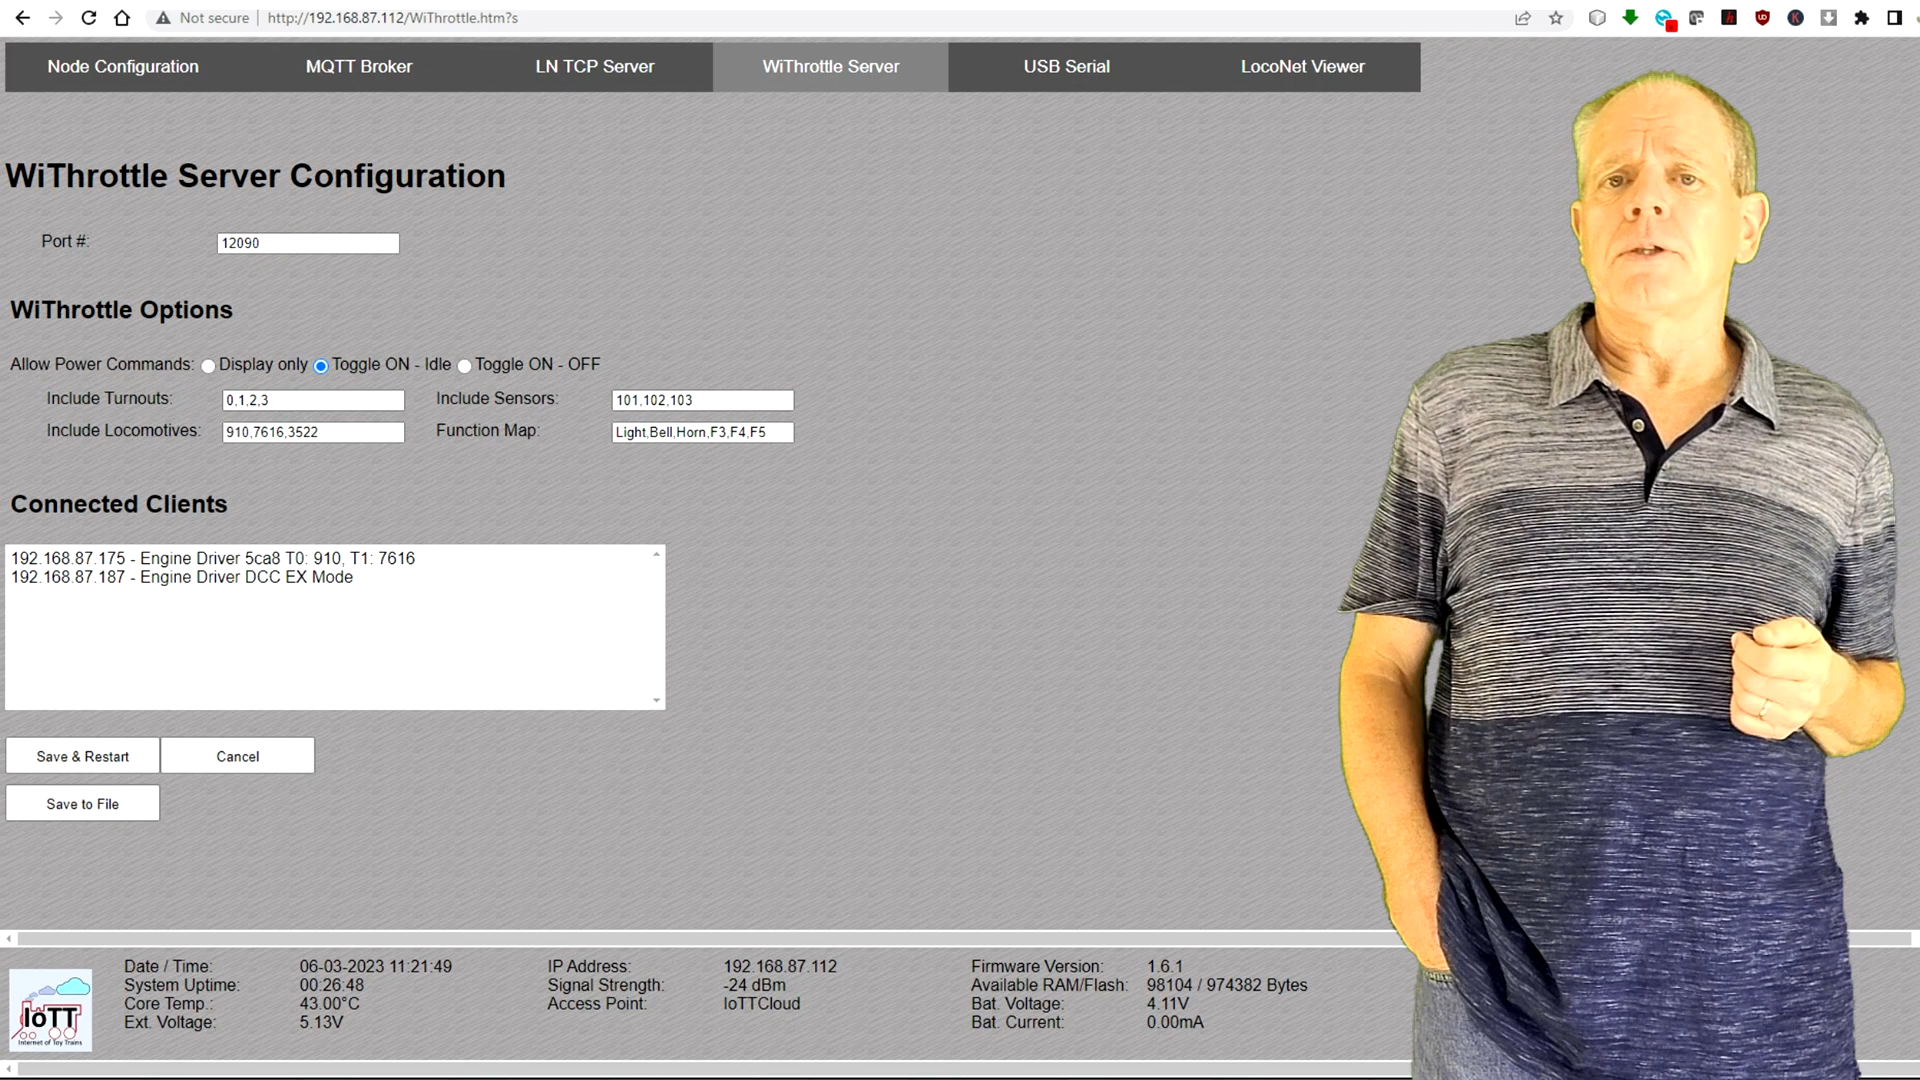 Not secure | http://192.168.87.112/WiThrottle.htm?s
Node Configuration MQTT Broker LN TCP Server WiThrottle Server USB Serial LocoNet Viewer
WiThrottle Server Configuration
Port #: 12090
WiThrottle Options
Allow Power Commands: Display only Toggle ON - Idle Toggle ON - OFF
Include Turnouts: 0,1,2,3 Include Sensors: 101,102,103
Include Locomotives: 910,7616,3522 Function Map: Light,Bell,Horn,F3,F4,F5
Connected Clients
192.168.87.175 - Engine Driver 5ca8 T0: 910, T1: 7616
192.168.87.187 - Engine Driver DCC EX Mode
Save & Restart Cancel
Save to File
Date / Time: 06-03-2023 11:21:49 IP Address: 192.168.87.112 Firmware Version: 1.6.1
System Uptime: 00:26:48 Signal Strength: -24 dBm Available RAM/Flash: 98104 / 974382 Bytes
Core Temp.: 43.00°C Access Point: IoTTCloud Bat. Voltage: 4.11V
Ext. Voltage: 5.13V Bat. Current: 0.00mA
IoTT
Internet of Toy Trains